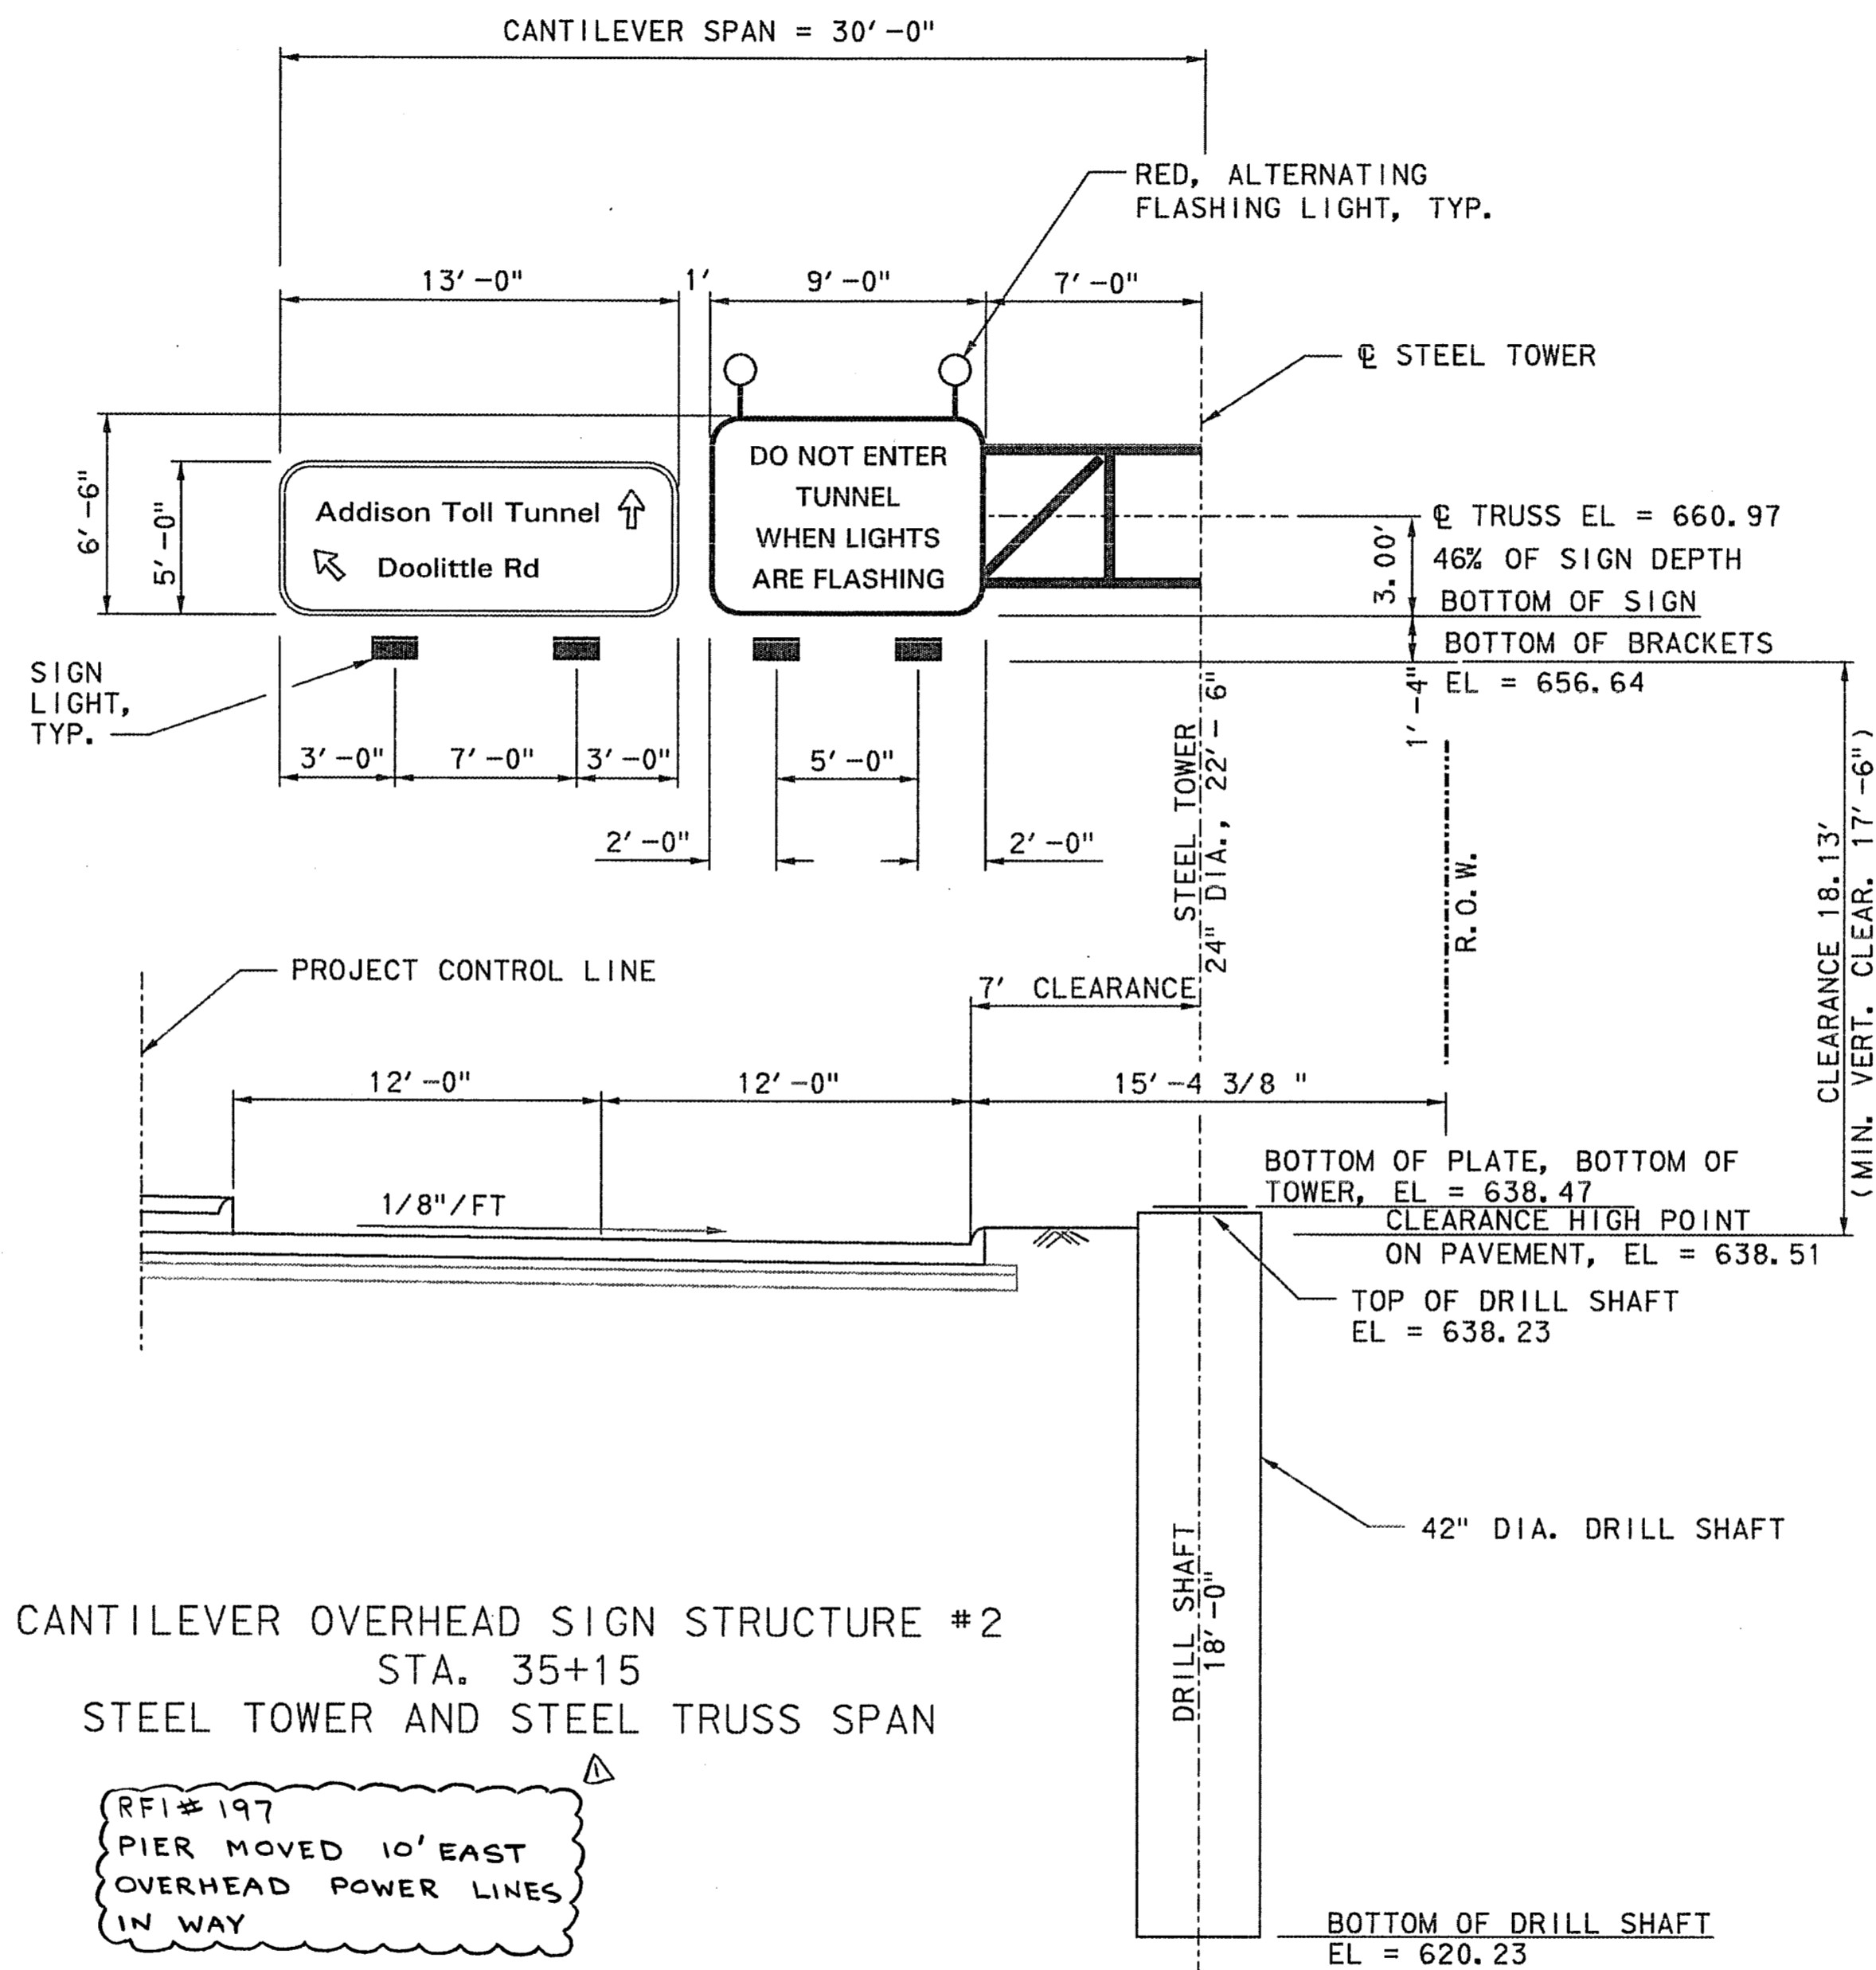 CANTILEVER SPAN = 30'-0"
RED, ALTERNATING
FLASHING LIGHT, TYP.
13'-0"
1'
9'-0"
7'-0"
℄ STEEL TOWER
6'-6"
5'-0"
Addison Toll Tunnel
Doolittle Rd
DO NOT ENTER
TUNNEL
WHEN LIGHTS
ARE FLASHING
℄ TRUSS EL = 660.97
46% OF SIGN DEPTH
3.00'
BOTTOM OF SIGN
BOTTOM OF BRACKETS
EL = 656.64
1'-4"
SIGN
LIGHT,
TYP.
3'-0"
7'-0"
3'-0"
5'-0"
2'-0"
2'-0"
STEEL TOWER
24" DIA., 22'-6"
R.O.W.
CLEARANCE 18.13'
(MIN. VERT. CLEAR. 17'-6")
PROJECT CONTROL LINE
7' CLEARANCE
12'-0"
12'-0"
15'-4 3/8 "
1/8"/FT
BOTTOM OF PLATE, BOTTOM OF
TOWER, EL = 638.47
CLEARANCE HIGH POINT
ON PAVEMENT, EL = 638.51
TOP OF DRILL SHAFT
EL = 638.23
42" DIA. DRILL SHAFT
DRILL SHAFT
18'-0"
CANTILEVER OVERHEAD SIGN STRUCTURE #2
STA. 35+15
STEEL TOWER AND STEEL TRUSS SPAN
1
RFI# 197
PIER MOVED 10' EAST
OVERHEAD POWER LINES
IN WAY
BOTTOM OF DRILL SHAFT
EL = 620.23